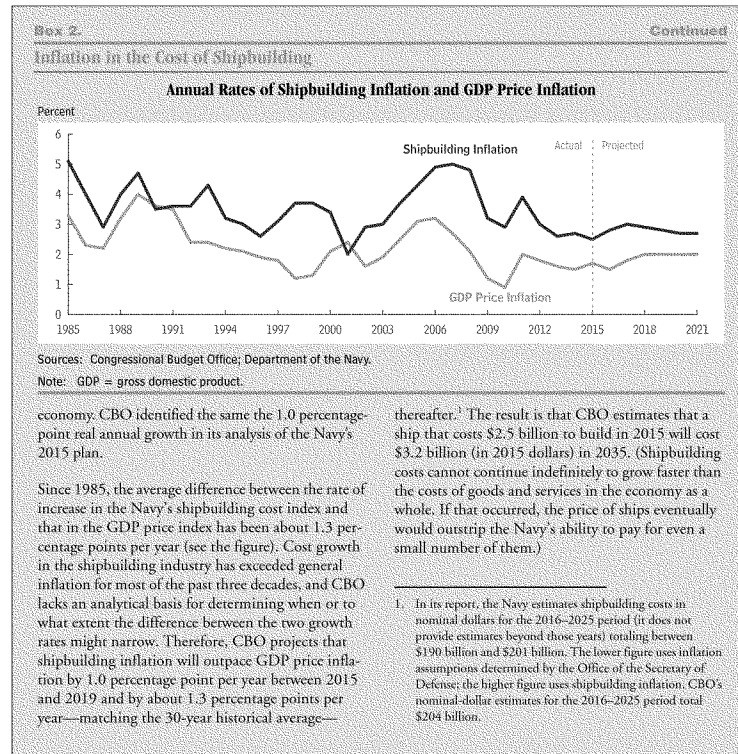 Box 2. Continued
Inflation in the Cost of Shipbuilding
Annual Rates of Shipbuilding Inflation and GDP Price Inflation
Percent
6
Shipbuilding Inflation
Actual
Projected
5
4
3
2
1
GDP Price Inflation
0
1985 1988 1991 1994 1997 2000 2003 2006 2009 2012 2015 2018 2021
Sources: Congressional Budget Office; Department of the Navy.
Note: GDP = gross domestic product.
economy. CBO identified the same the 1.0 percentage-
point real annual growth in its analysis of the Navy's
2015 plan.
Since 1985, the average difference between the rate of
increase in the Navy's shipbuilding cost index and
that in the GDP price index has been about 1.3 per-
centage points per year (see the figure). Cost growth
in the shipbuilding industry has exceeded general
inflation for most of the past three decades, and CBO
lacks an analytical basis for determining when or to
what extent the difference between the two growth
rates might narrow. Therefore, CBO projects that
shipbuilding inflation will outpace GDP price infla-
tion by 1.0 percentage point per year between 2015
and 2019 and by about 1.3 percentage points per
year—matching the 30-year historical average—
thereafter.1 The result is that CBO estimates that a
ship that costs $2.5 billion to build in 2015 will cost
$3.2 billion (in 2015 dollars) in 2035. (Shipbuilding
costs cannot continue indefinitely to grow faster than
the costs of goods and services in the economy as a
whole. If that occurred, the price of ships eventually
would outstrip the Navy's ability to pay for even a
small number of them.)
1. In its report, the Navy estimates shipbuilding costs in
nominal dollars for the 2016–2025 period (it does not
provide estimates beyond those years) totaling between
$190 billion and $201 billion. The lower figure uses inflation
assumptions determined by the Office of the Secretary of
Defense; the higher figure uses shipbuilding inflation. CBO's
nominal-dollar estimates for the 2016–2025 period total
$204 billion.